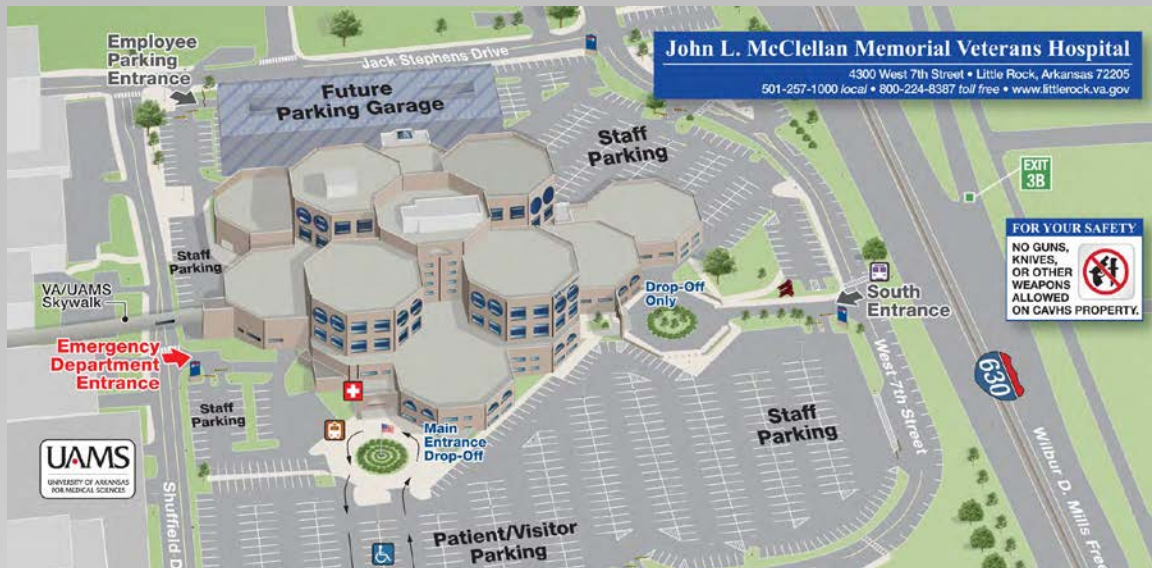 John L. McClellan Memorial Veterans Hospital
4300 West 7th Street • Little Rock, Arkansas 72205
501-257-1000 local • 800-224-8387 toll free • www.littlerock.va.gov
Employee
Parking
Entrance
Jack Stephens Drive
Future
Parking Garage
Staff
Parking
EXIT
3B
FOR YOUR SAFETY
NO GUNS,
KNIVES,
OR OTHER
WEAPONS
ALLOWED
ON CAVHS PROPERTY.
Staff
Parking
VA/UAMS
Skywalk
Drop-Off
Only
South
Entrance
Emergency
Department
Entrance
West 7th Street
630
Staff
Parking
Staff
Parking
Main
Entrance
Drop-Off
UAMS
UNIVERSITY OF ARKANSAS
FOR MEDICAL SCIENCES
Shuffield D
Wilbur D. Mills Free
Patient/Visitor
Parking